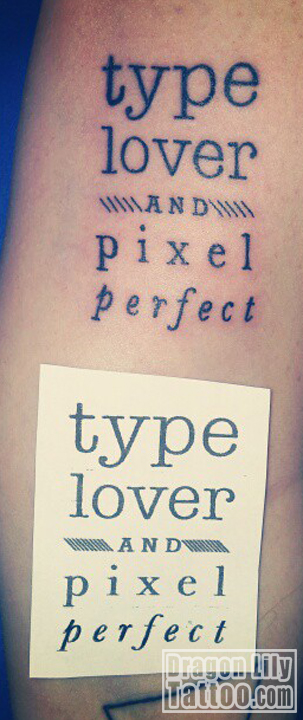 type
lover
AND
pixel
perfect
type
lover
AND
pixel
perfect
Dragon Lily
TaTToo.com